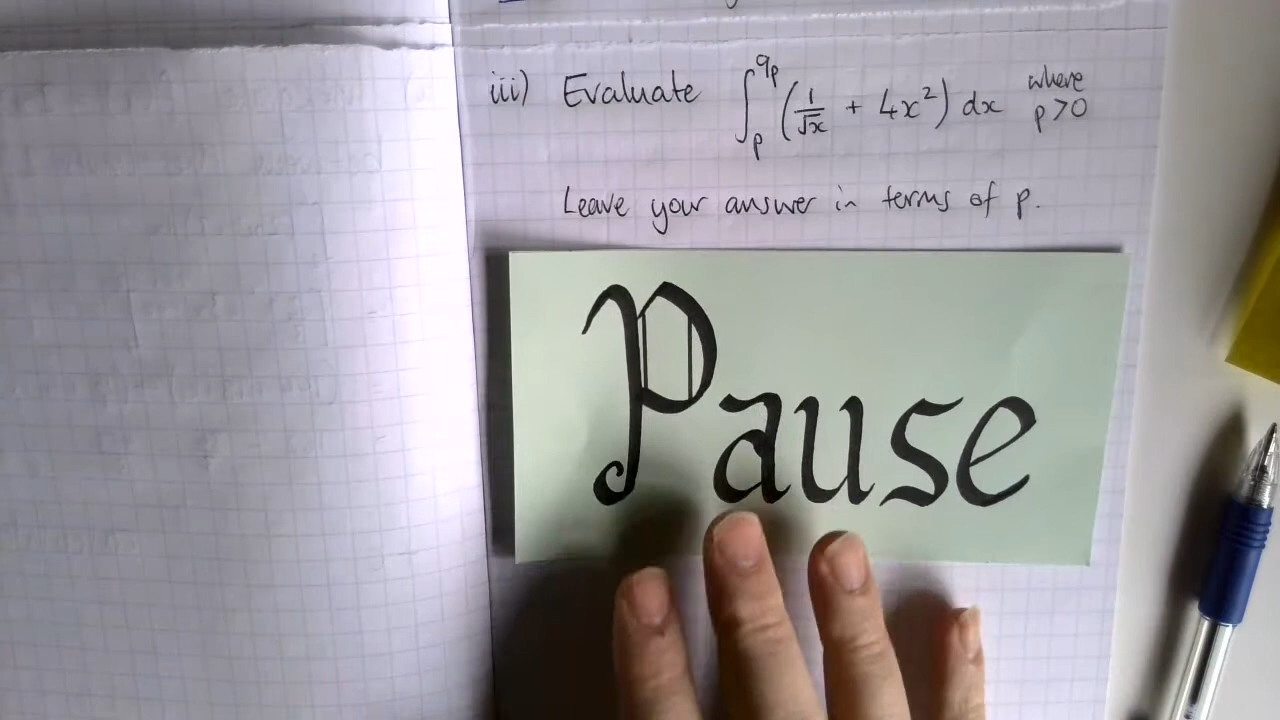 iii) Evaluate ∫_p^{9p} (1/√x + 4x²) dx where p>0
Leave your answer in terms of p.
Pause